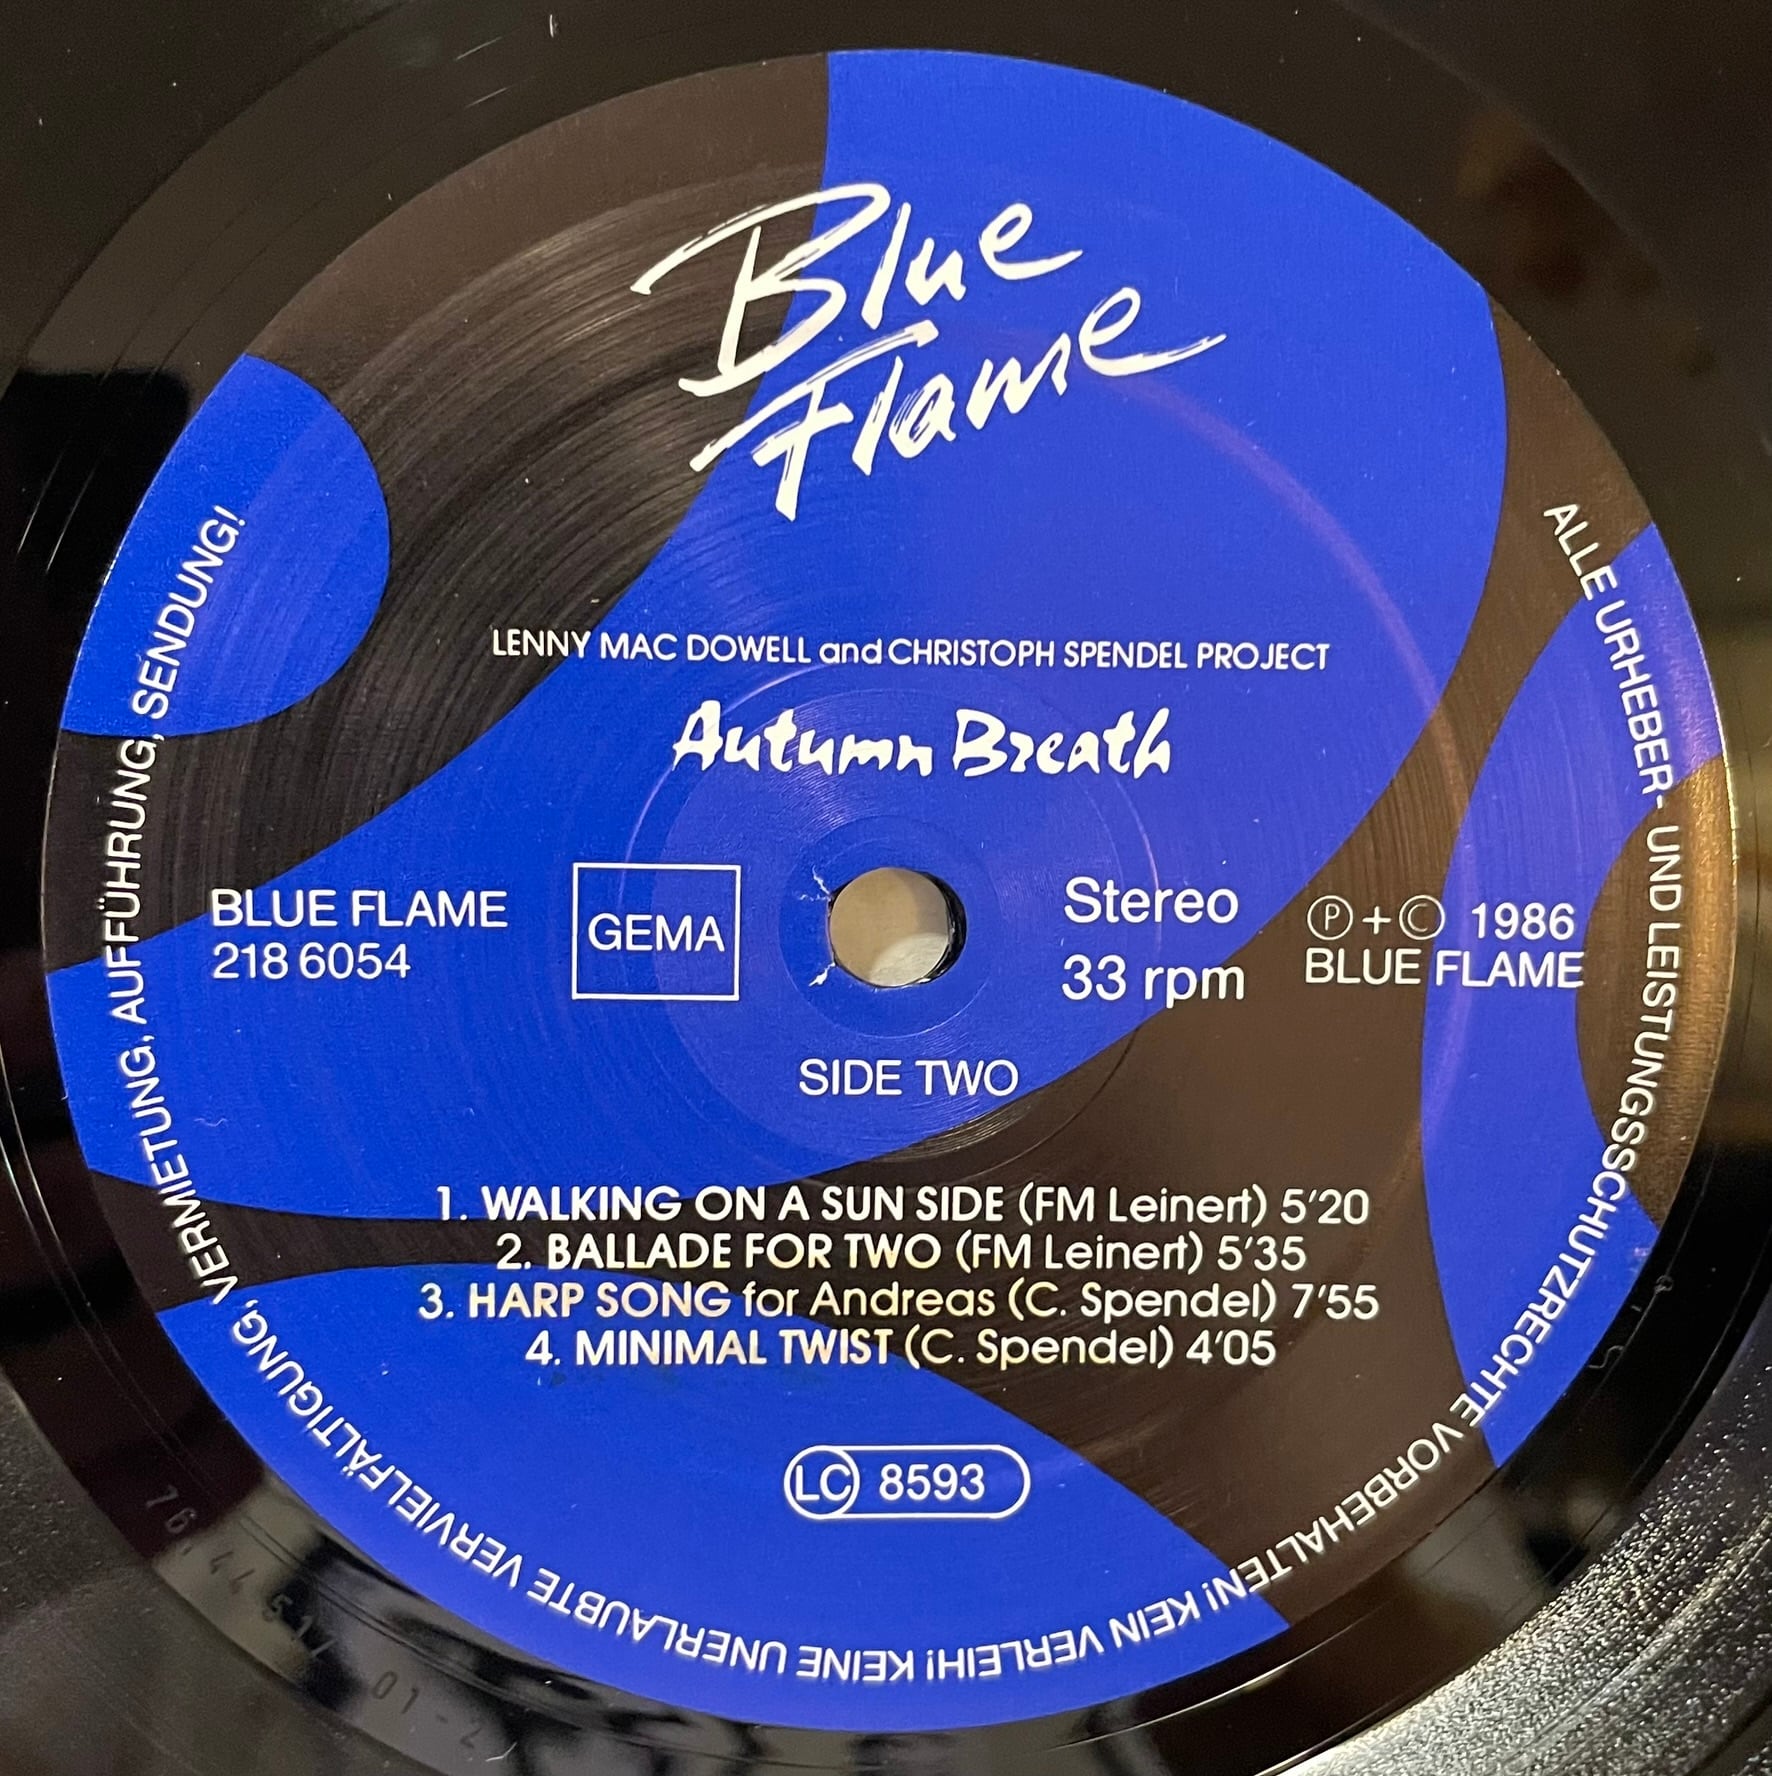 Blue
Flame
LENNY MAC DOWELL and CHRISTOPH SPENDEL PROJECT
Autumn Breath
BLUE FLAME
218 6054
GEMA
Stereo
33 rpm
Ⓟ+© 1986
BLUE FLAME
SIDE TWO
1. WALKING ON A SUN SIDE (FM Leinert) 5'20
2. BALLADE FOR TWO (FM Leinert) 5'35
3. HARP SONG for Andreas (C. Spendel) 7'55
4. MINIMAL TWIST (C. Spendel) 4'05
LC 8593
ALLE URHEBER- UND LEISTUNGSSCHUTZRECHTE VORBEHALTEN! KEIN VERLEIH! KEINE UNERLAUBTE VERVIELFÄLTIGUNG, VERMIETUNG, AUFFÜHRUNG, SENDUNG!